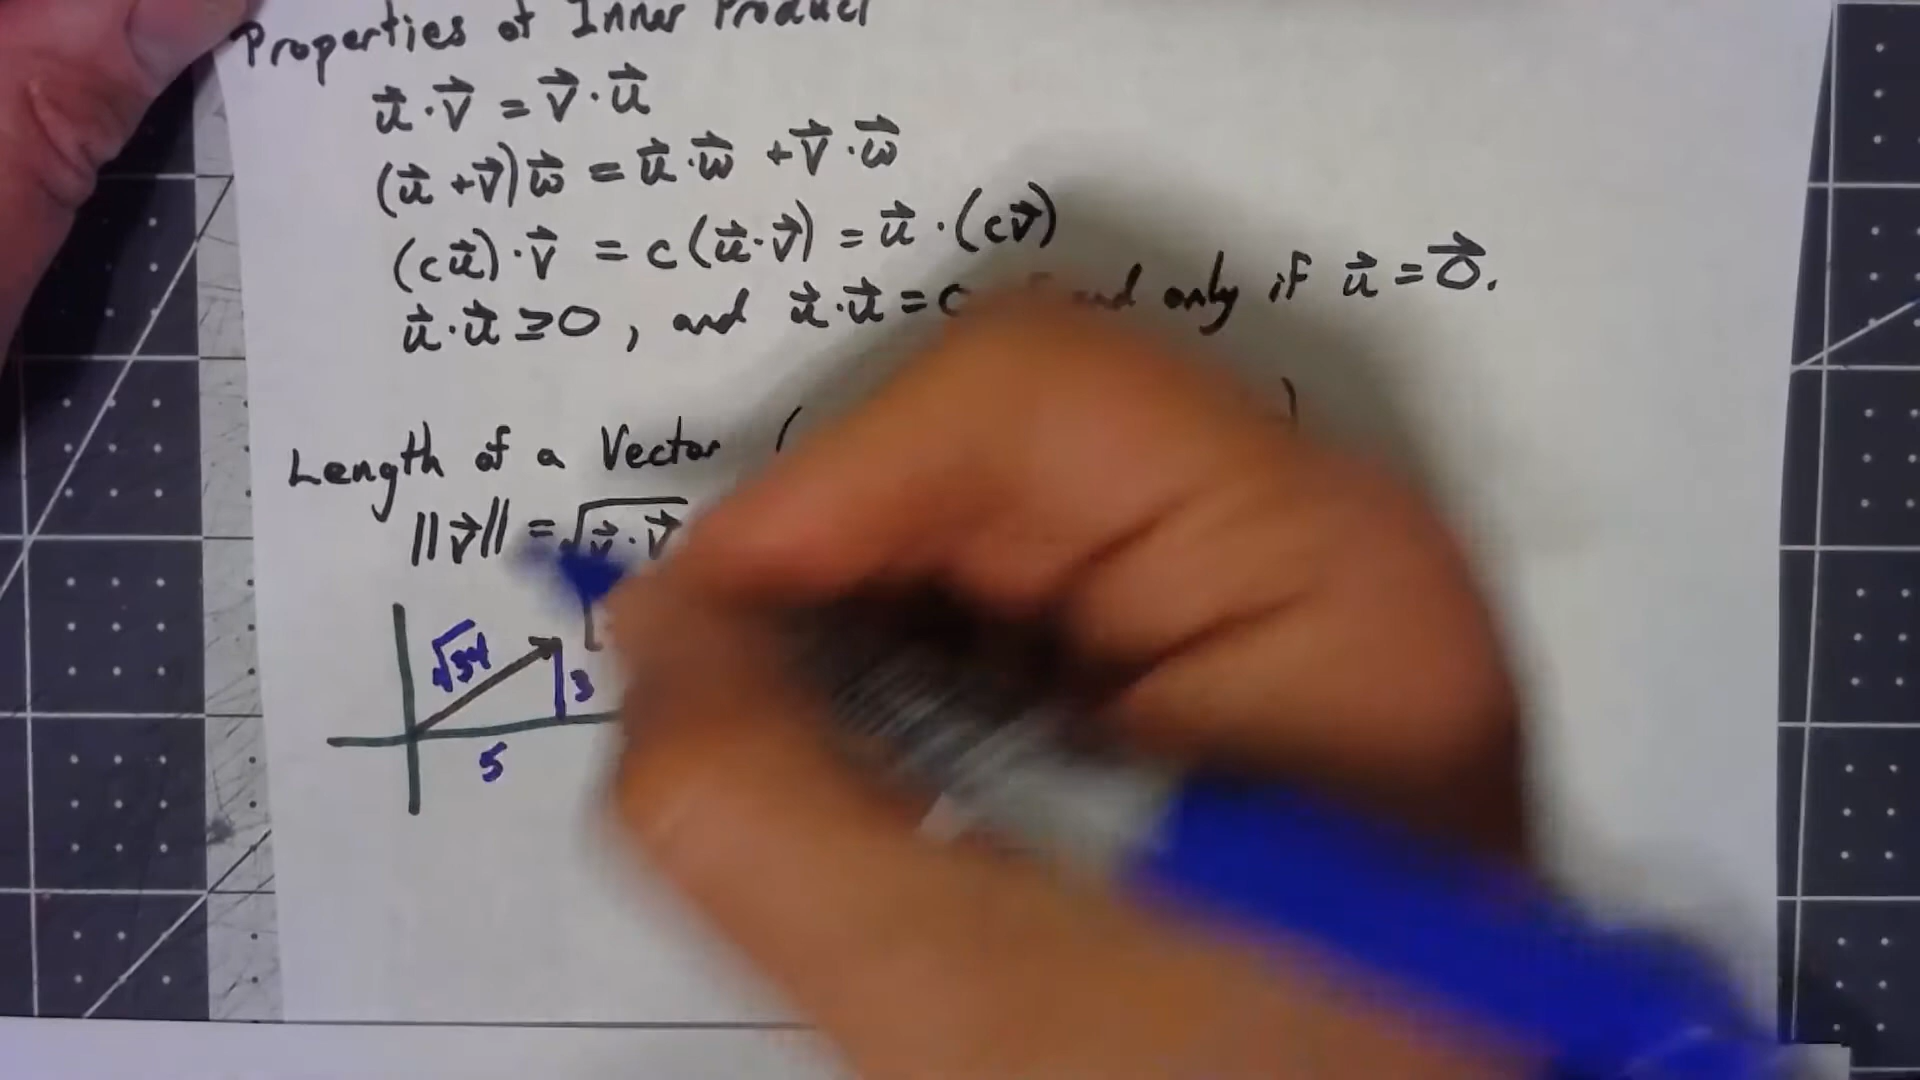 Properties of Inner Product
u⃗·v⃗ = v⃗·u⃗
(u⃗+v⃗)w⃗ = u⃗·w⃗ + v⃗·w⃗
(cu⃗)·v⃗ = c(u⃗·v⃗) = u⃗·(cv⃗)
u⃗·u⃗ ≥ 0, and u⃗·u⃗ = only if u⃗ = 0⃗.
Length of a Vector ( )
||v⃗|| = √v⃗·v⃗
√34
3
5